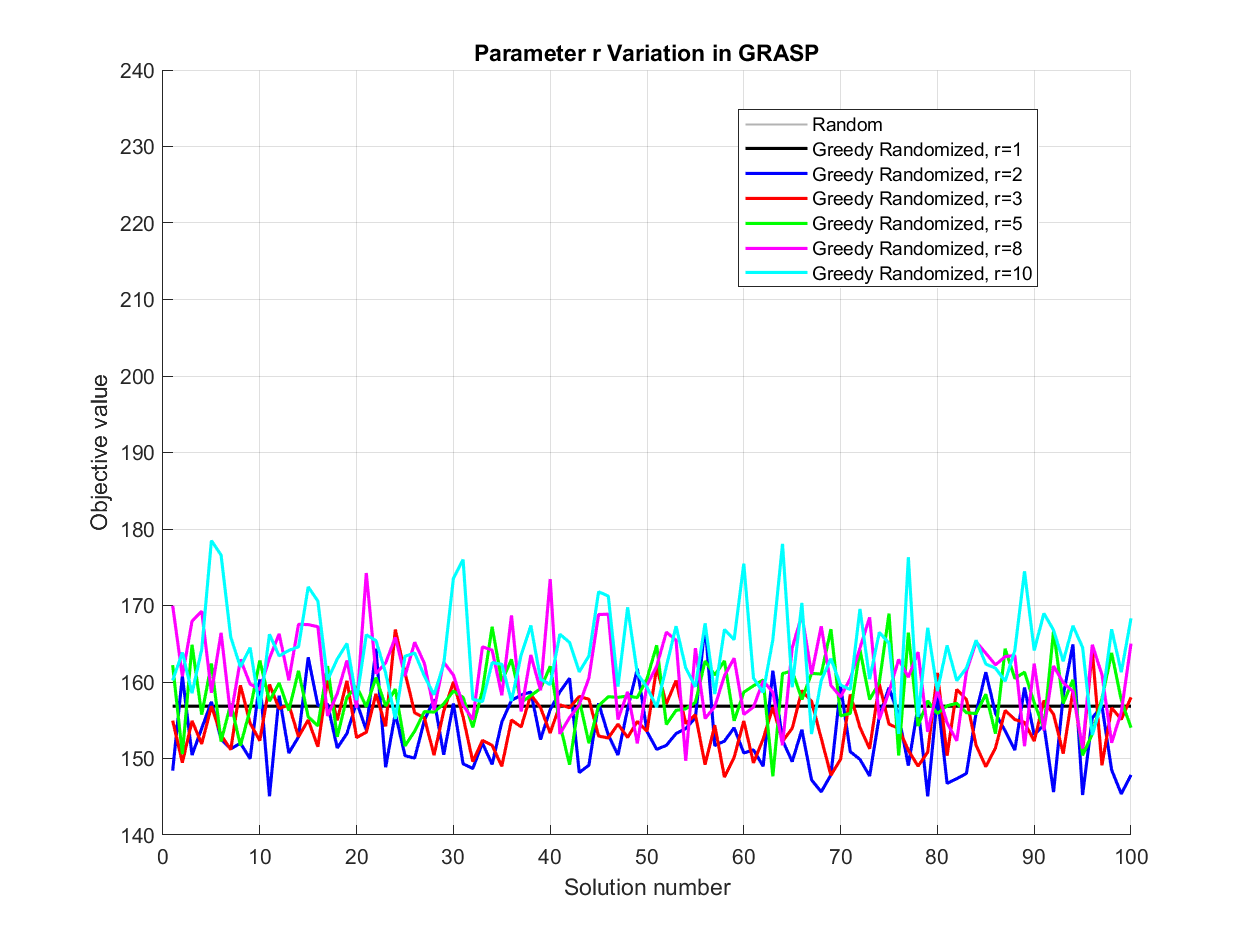 Parameter r Variation in GRASP
240
230
220
210
200
190
180
170
160
150
140
Objective value
Random
Greedy Randomized, r=1
Greedy Randomized, r=2
Greedy Randomized, r=3
Greedy Randomized, r=5
Greedy Randomized, r=8
Greedy Randomized, r=10
0 10 20 30 40 50 60 70 80 90 100
Solution number